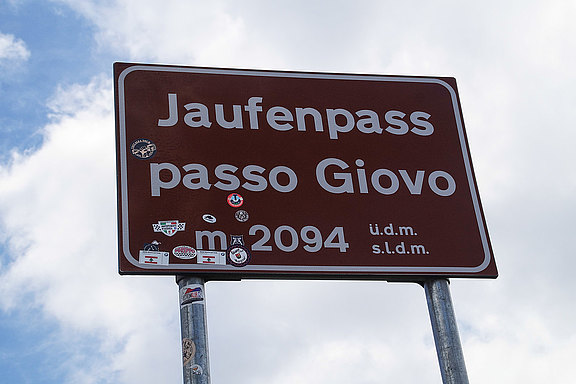 Jaufenpass
passo Giovo
m 2094 ü.d.m.
s.l.d.m.